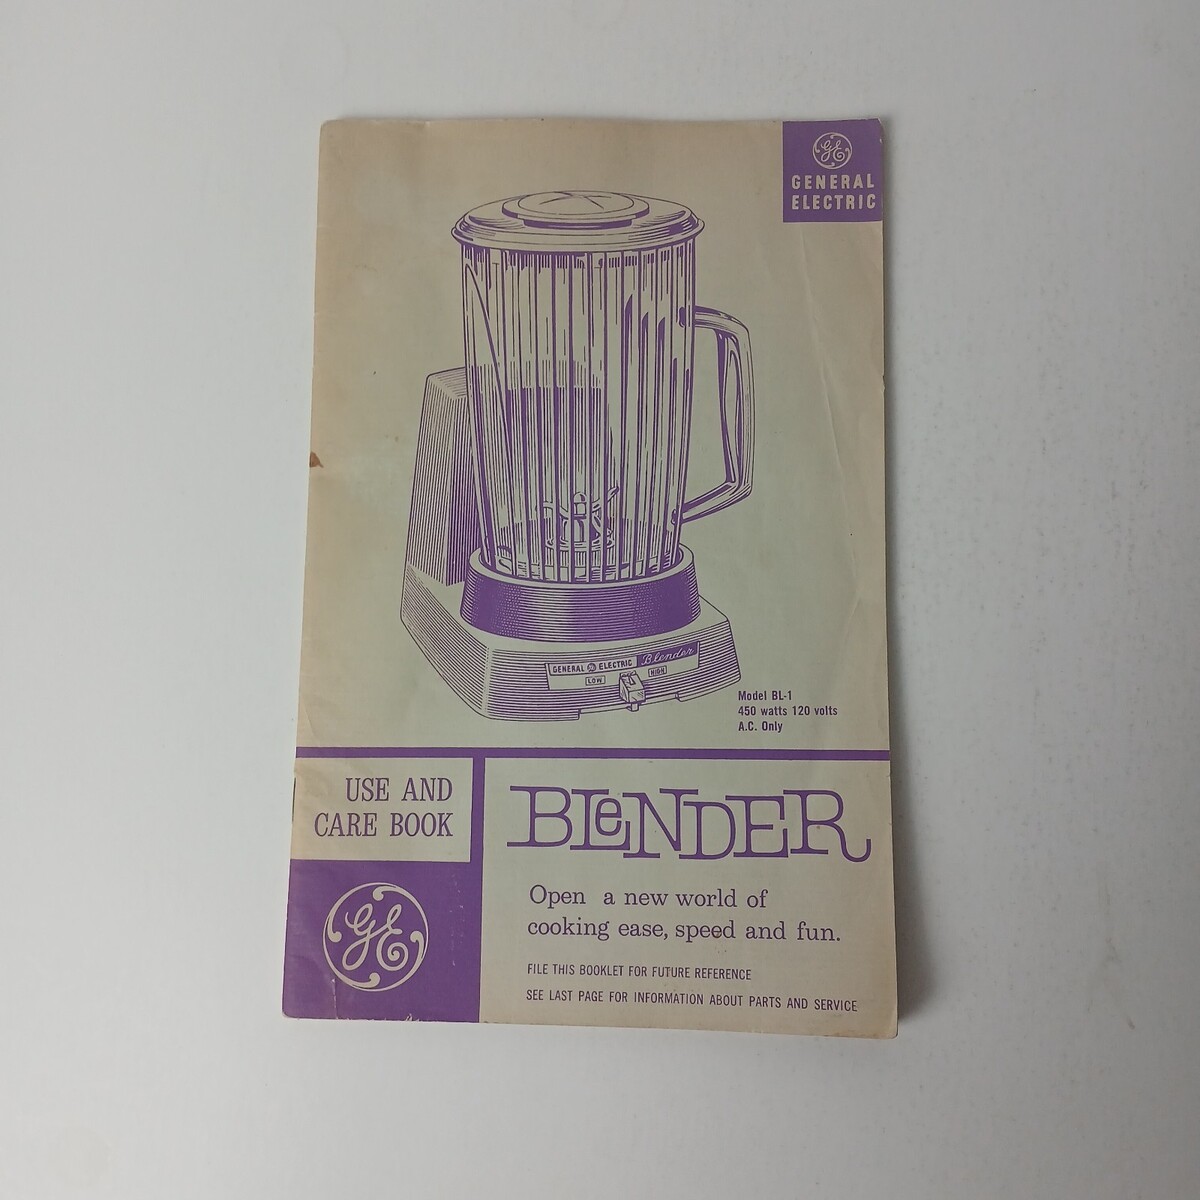 GE
GENERAL
ELECTRIC
GENERAL GE ELECTRIC Blender
LOW HIGH
Model BL-1
450 watts 120 volts
A.C. Only
USE AND
CARE BOOK
GE
BLeNDER
Open a new world of
cooking ease, speed and fun.
FILE THIS BOOKLET FOR FUTURE REFERENCE
SEE LAST PAGE FOR INFORMATION ABOUT PARTS AND SERVICE